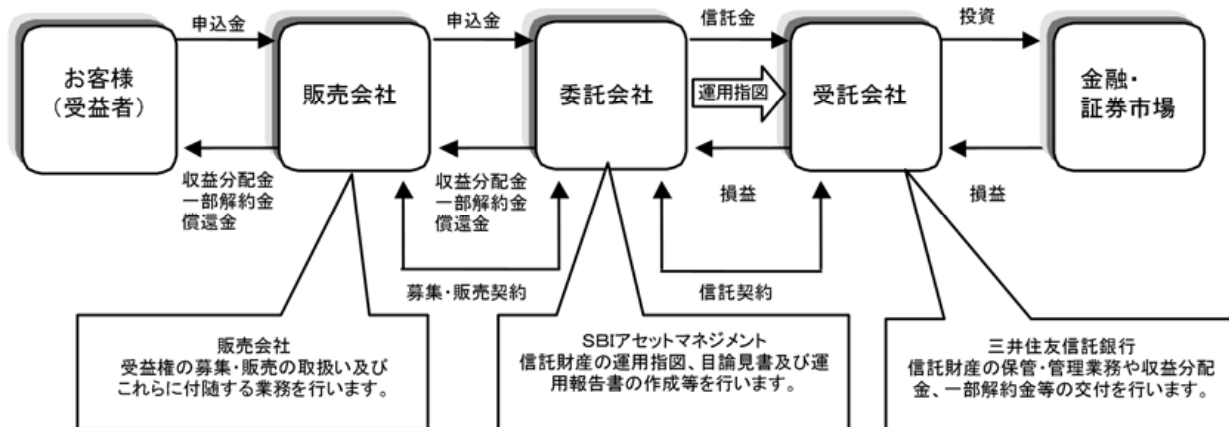 申込金
申込金
信託金
投資
お客様
（受益者）
販売会社
委託会社
運用指図
受託会社
金融・
証券市場
収益分配金
一部解約金
償還金
収益分配金
一部解約金
償還金
損益
損益
募集・販売契約
信託契約
販売会社
受益権の募集・販売の取扱い及び
これらに付随する業務を行います。
SBIアセットマネジメント
信託財産の運用指図、目論見書及び運
用報告書の作成等を行います。
三井住友信託銀行
信託財産の保管・管理業務や収益分配
金、一部解約金等の交付を行います。